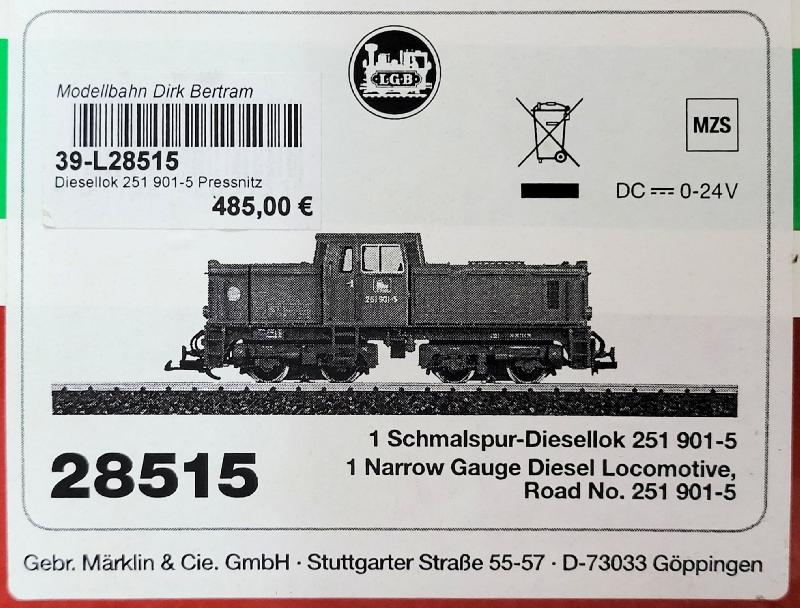 LGB
Modellbahn Dirk Bertram
39-L28515
Diesellok 251 901-5 Pressnitz
485,00 €
MZS
DC 0-24V
251 901-5
1 Schmalspur-Diesellok 251 901-5
28515
1 Narrow Gauge Diesel Locomotive,
Road No. 251 901-5
Gebr. Märklin & Cie. GmbH · Stuttgarter Straße 55-57 · D-73033 Göppingen